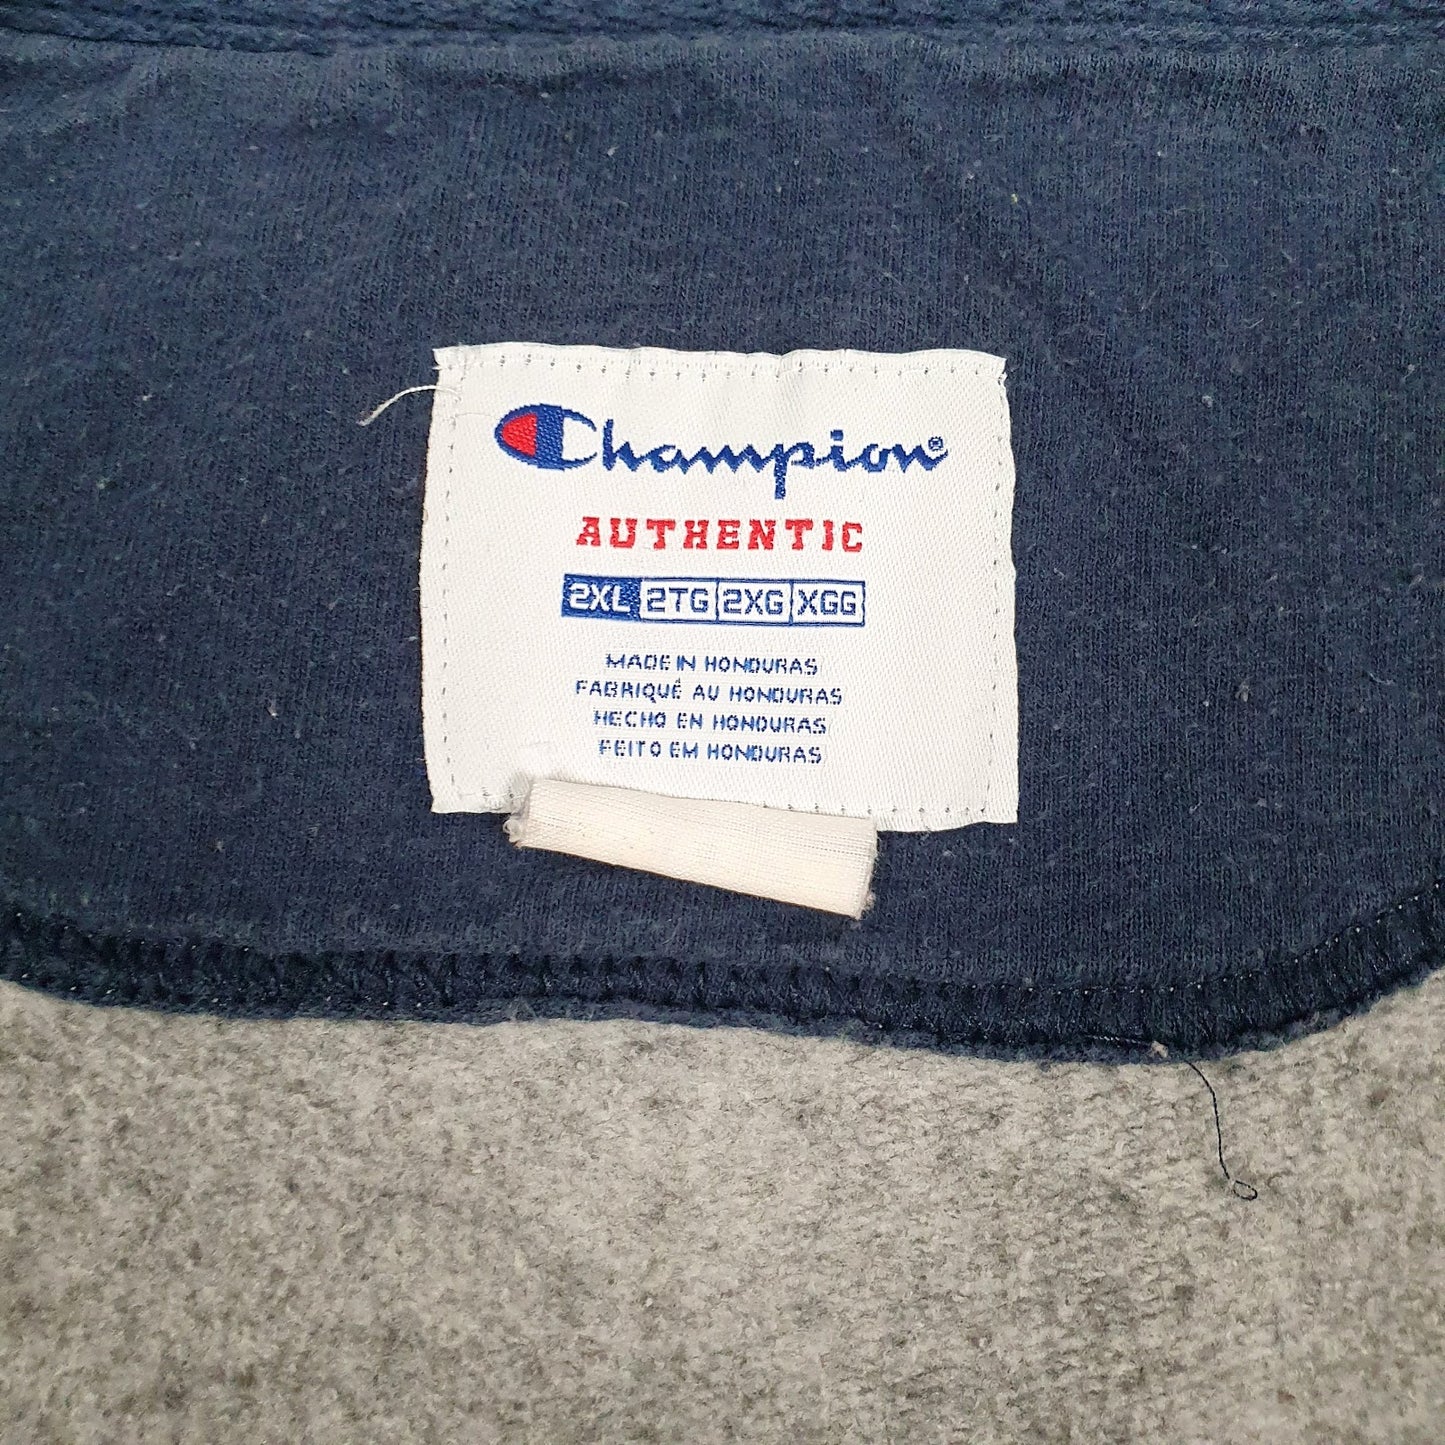 Champion®
AUTHENTIC
2XL 2TG 2XG XGG
MADE IN HONDURAS
FABRIQUÉ AU HONDURAS
HECHO EN HONDURAS
FEITO EM HONDURAS